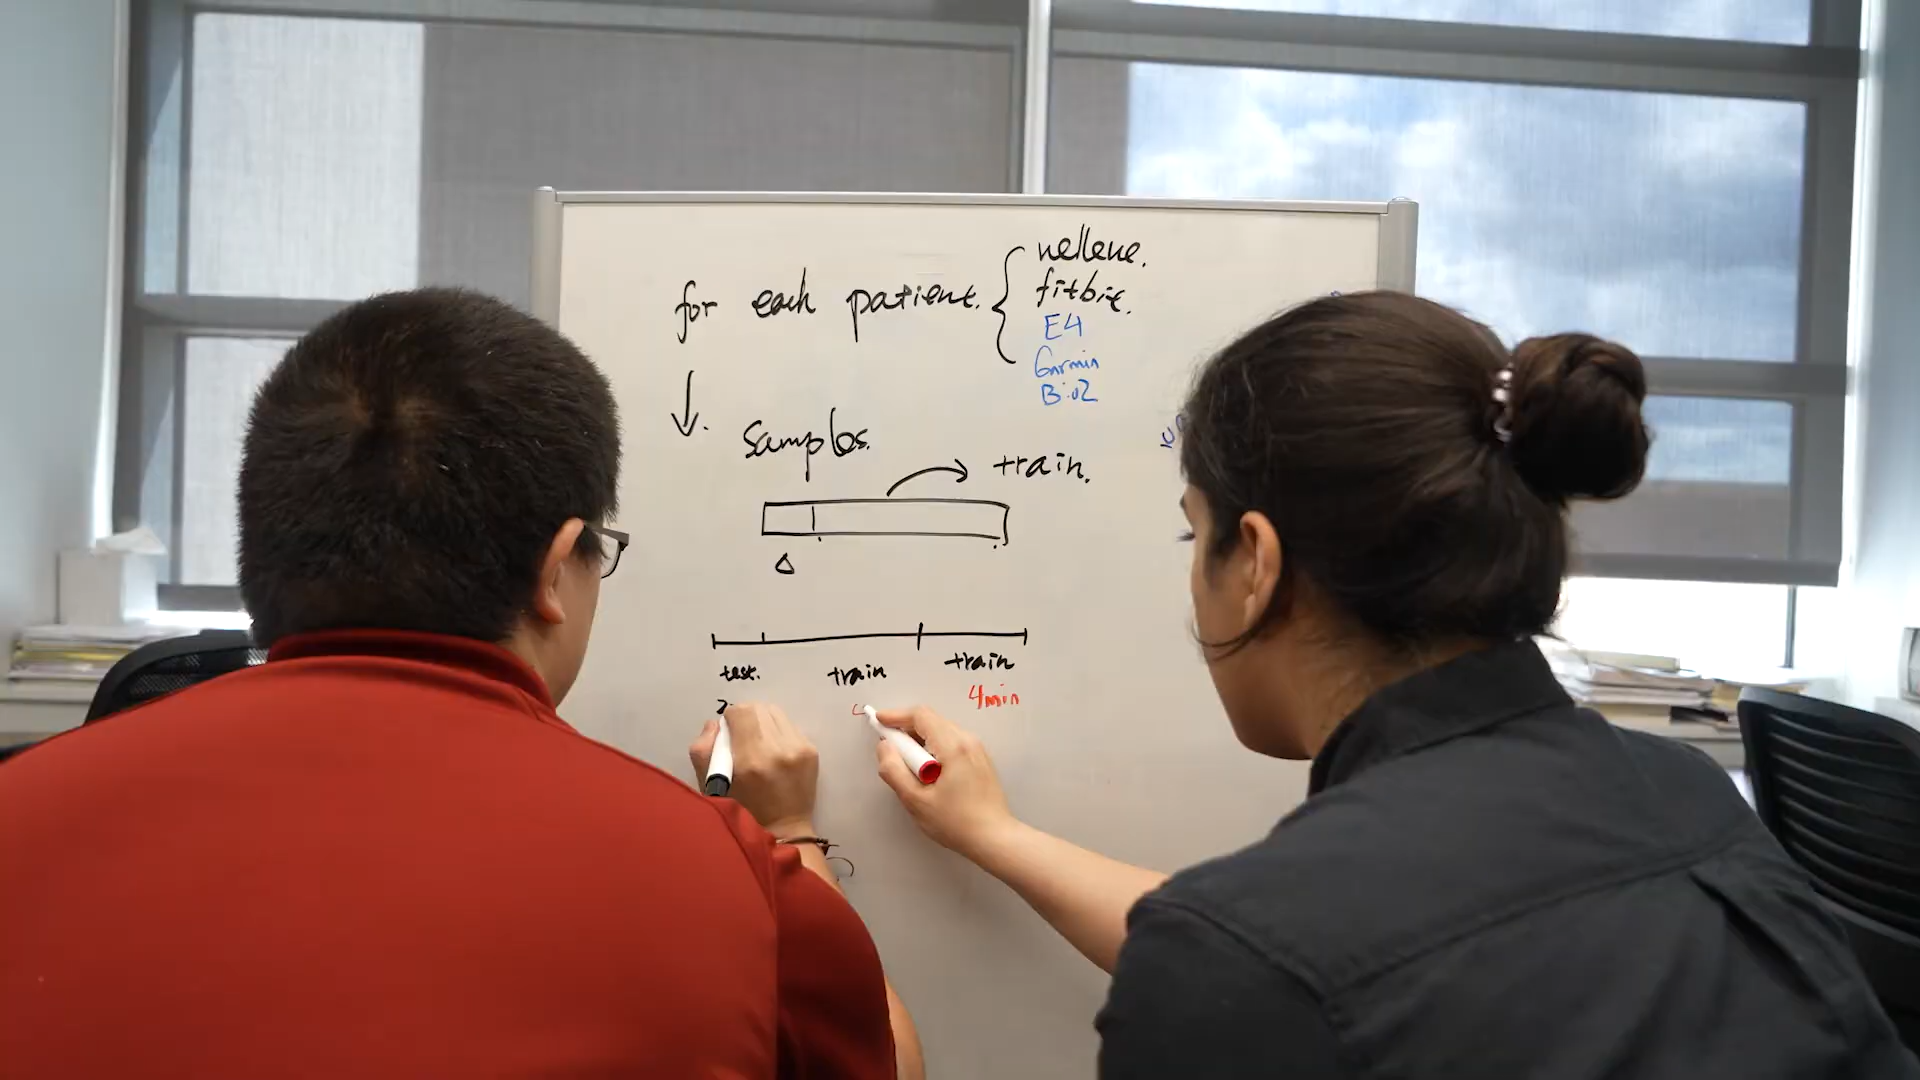 for each patient.
nellene.
fitbit.
E4
Garmin
Bio2
samples.
train.
test.
train
train
4min